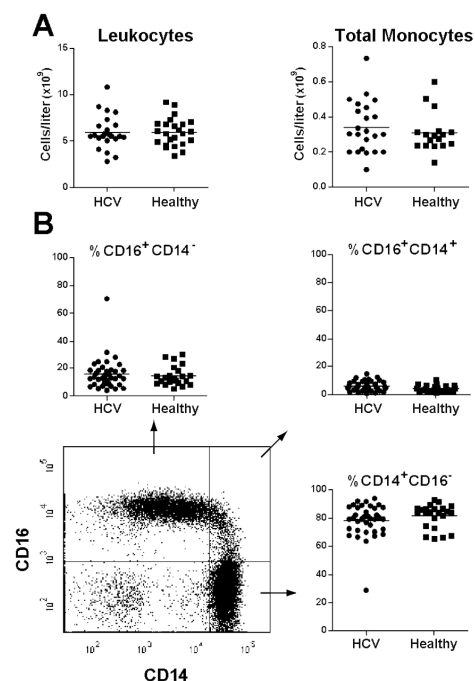 A
Leukocytes
Total Monocytes
Cells/liter (x10⁹)
15
10
5
0
HCV Healthy
Cells/liter (x10⁹)
0.8
0.6
0.4
0.2
0.0
HCV Healthy
B
% CD16⁺ CD14⁻
100
80
60
40
20
0
HCV Healthy
%CD16⁺CD14⁺
100
80
60
40
20
0
HCV Healthy
CD16
10⁵
10⁴
10³
10²
10² 10³ 10⁴ 10⁵
CD14
%CD14⁺CD16⁻
100
80
60
40
20
0
HCV Healthy